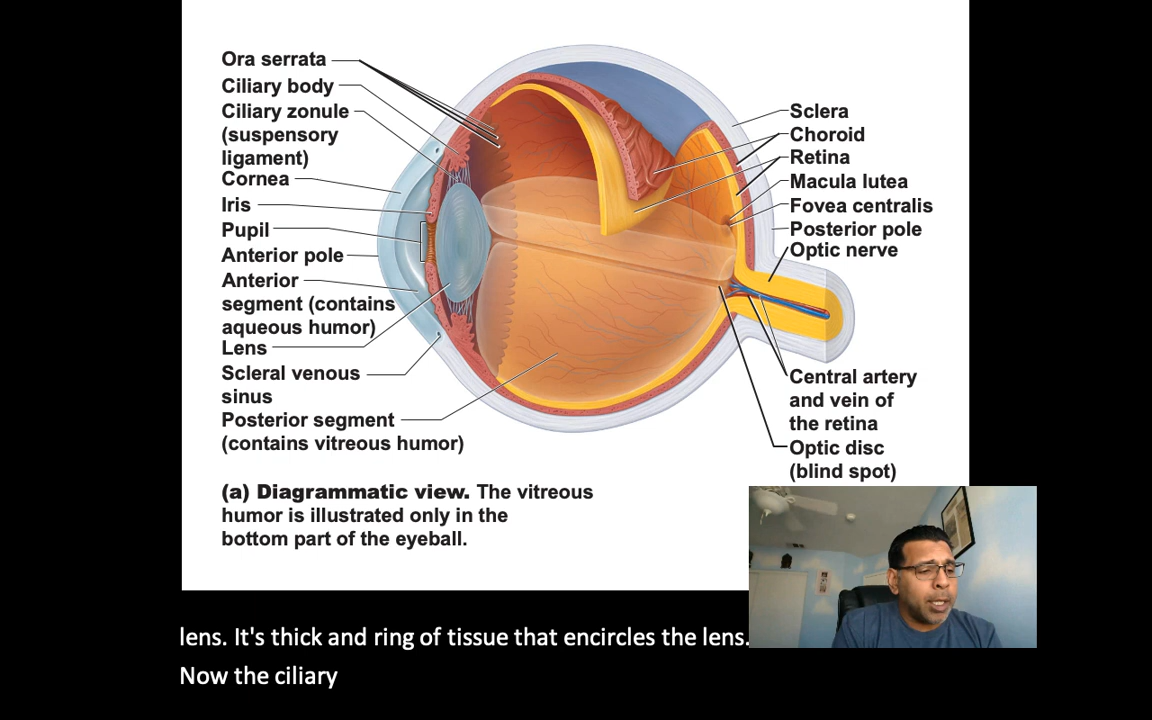 Ora serrata
Ciliary body
Ciliary zonule
(suspensory
ligament)
Cornea
Iris
Pupil
Anterior pole
Anterior
segment (contains
aqueous humor)
Lens
Scleral venous
sinus
Posterior segment
(contains vitreous humor)
Sclera
Choroid
Retina
Macula lutea
Fovea centralis
Posterior pole
Optic nerve
Central artery
and vein of
the retina
Optic disc
(blind spot)
(a) Diagrammatic view. The vitreous
humor is illustrated only in the
bottom part of the eyeball.
lens. It's thick and ring of tissue that encircles the lens.
Now the ciliary